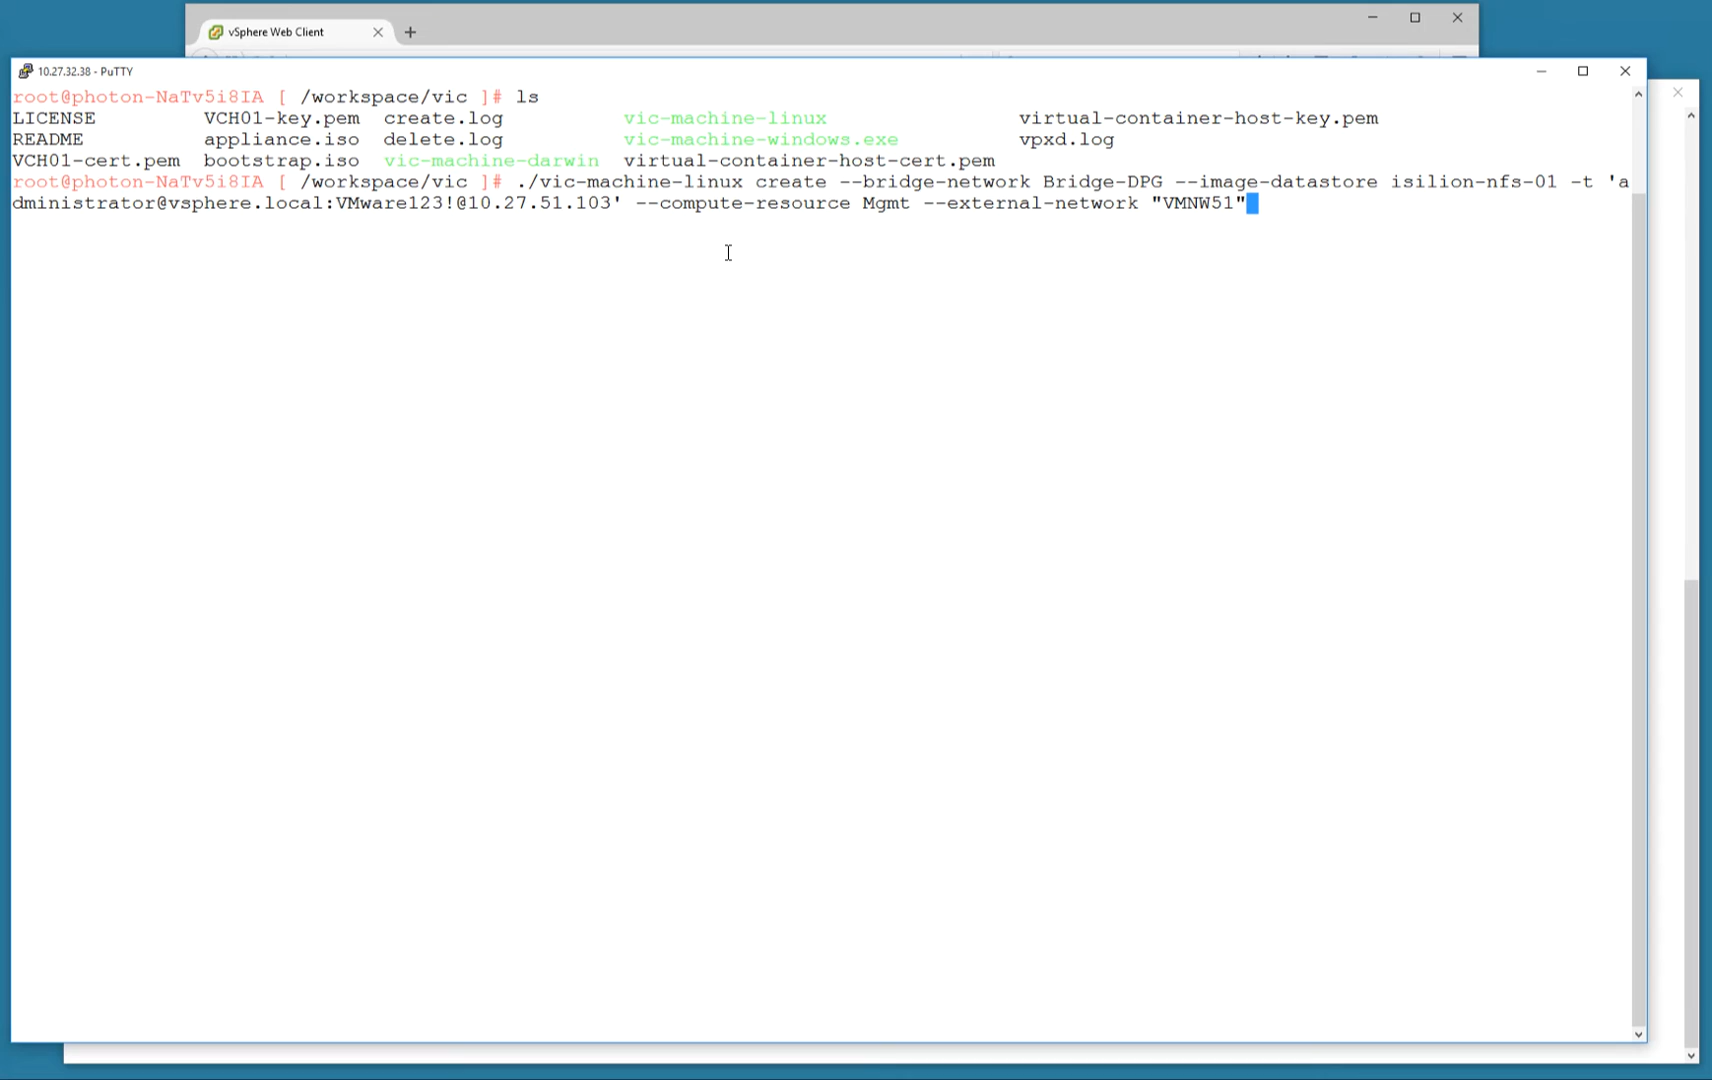 vSphere Web Client
10.27.32.38 - PuTTY
root@photon-NaTv5i8IA [ /workspace/vic ]# ls
LICENSE VCH01-key.pem create.log vic-machine-linux virtual-container-host-key.pem
README appliance.iso delete.log vic-machine-windows.exe vpxd.log
VCH01-cert.pem bootstrap.iso vic-machine-darwin virtual-container-host-cert.pem
root@photon-NaTv5i8IA [ /workspace/vic ]# ./vic-machine-linux create --bridge-network Bridge-DPG --image-datastore isilion-nfs-01 -t 'a
dministrator@vsphere.local:VMware123!@10.27.51.103' --compute-resource Mgmt --external-network "VMNW51"